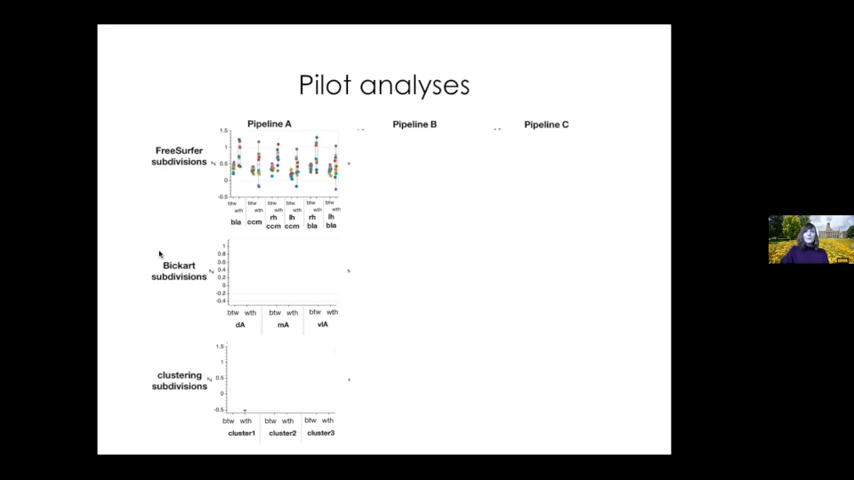 Pilot analyses
Pipeline A
Pipeline B
Pipeline C
FreeSurfer
subdivisions
z
1.5
1
0.5
0
-0.5
btw wth btw wth btw wth btw wth btw wth btw wth
bla ccm rh ccm lh ccm rh bla lh bla
Bickart
subdivisions
z
1
0.8
0.6
0.4
0.2
0
-0.2
-0.4
btw wth btw wth btw wth
dA mA vlA
clustering
subdivisions
z
1.5
1
0.5
0
-0.5
btw wth btw wth btw wth
cluster1 cluster2 cluster3